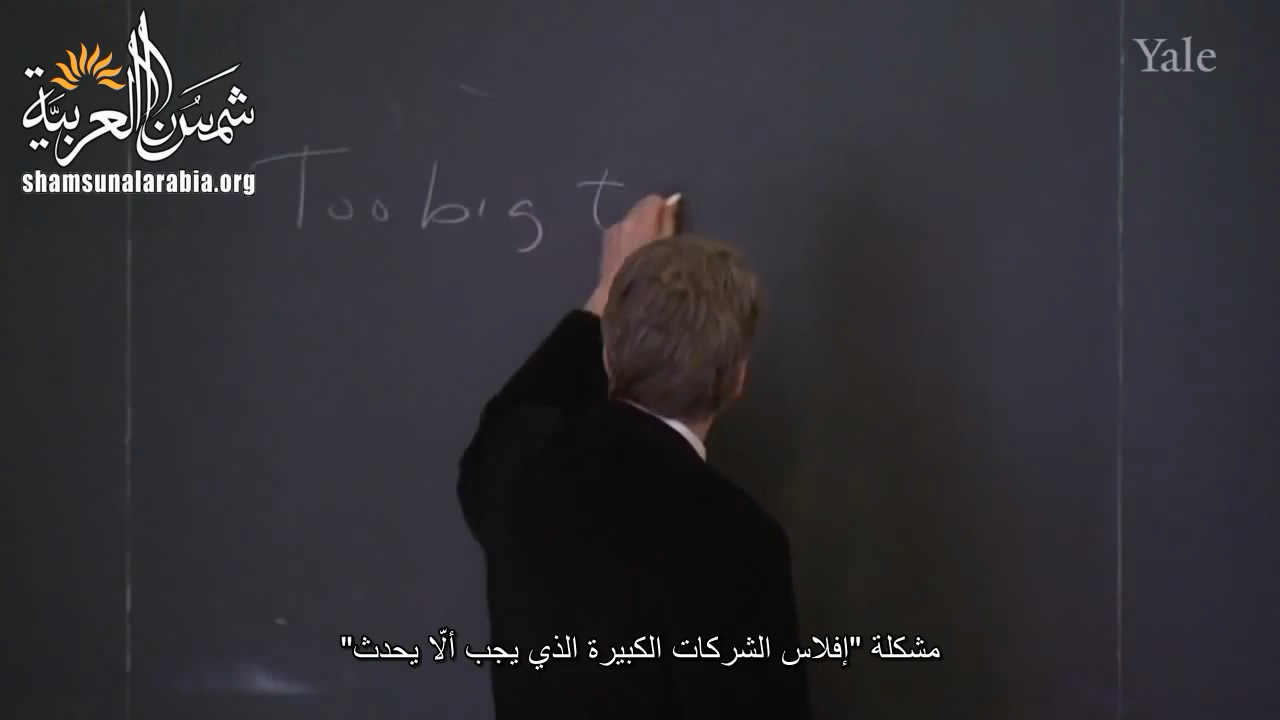 شمس العربية
shamsunalarabia.org
Yale
Too big t
مشكلة "إفلاس الشركات الكبيرة الذي يجب ألّا يحدث"